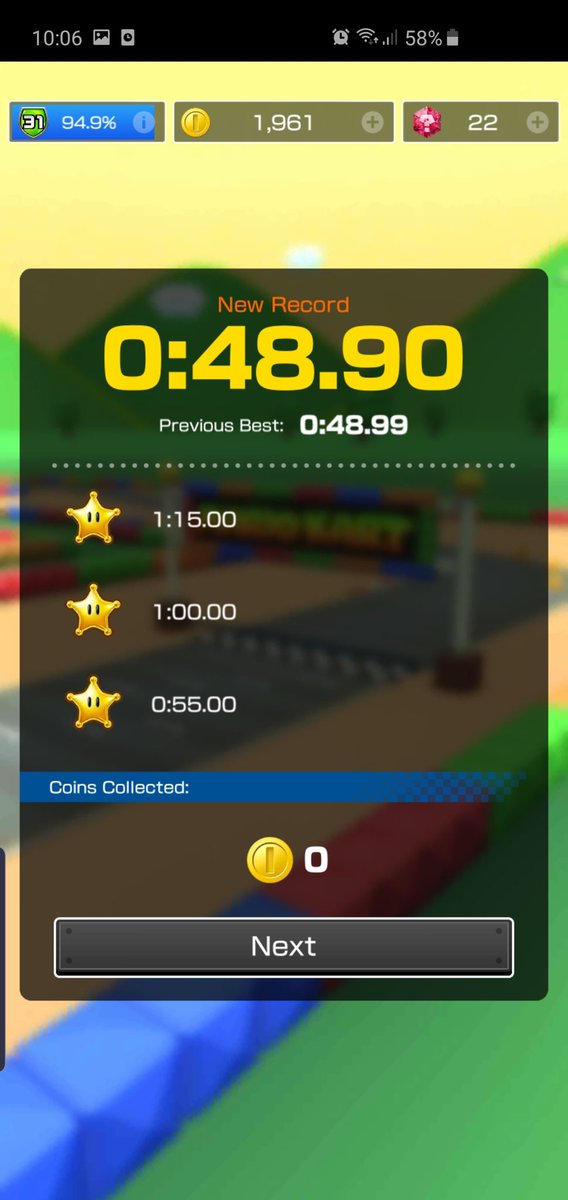 10:06 58%
31 94.9% 1,961 22
New Record
0:48.90
Previous Best: 0:48.99
1:15.00
1:00.00
0:55.00
Coins Collected:
0
Next